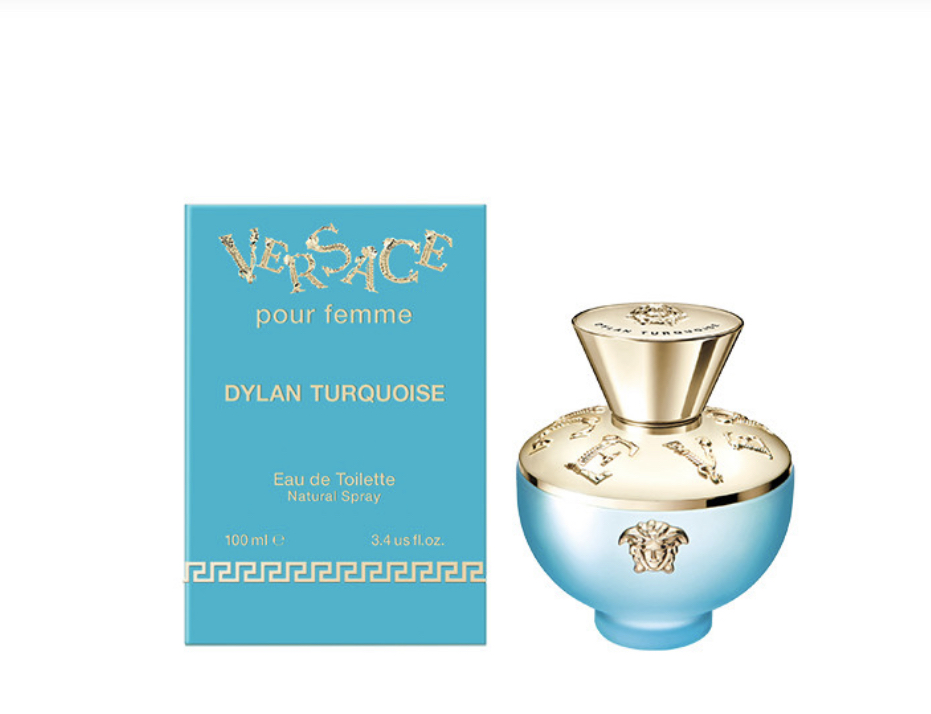 VERSACE
pour femme
DYLAN TURQUOISE
Eau de Toilette
Natural Spray
100 ml ℮ 3.4 us fl.oz.
DYLAN TURQUOISE